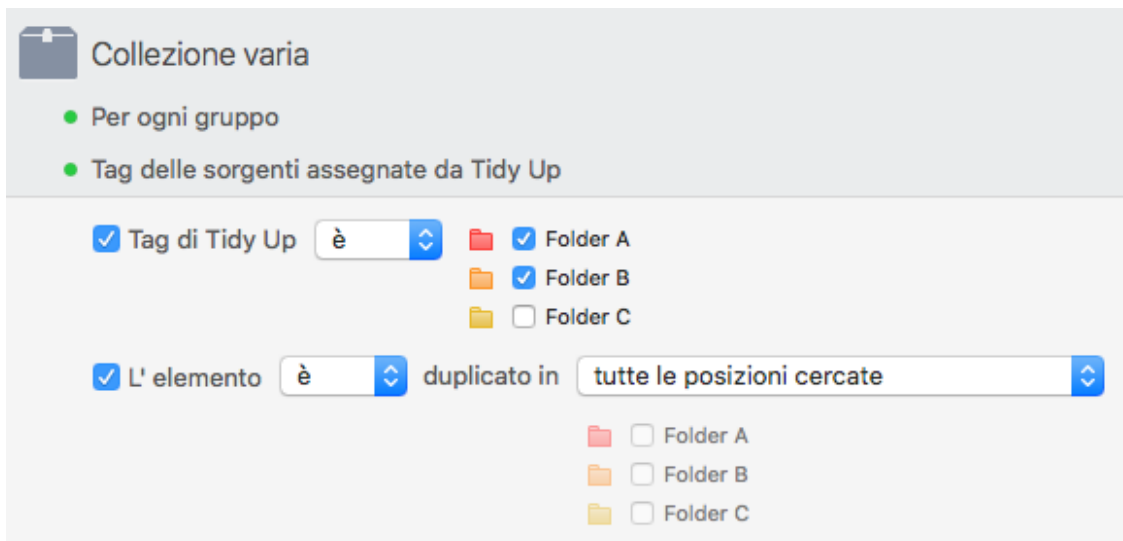 Collezione varia
Per ogni gruppo
Tag delle sorgenti assegnate da Tidy Up
Tag di Tidy Up è Folder A
Folder B
Folder C
L' elemento è duplicato in tutte le posizioni cercate
Folder A
Folder B
Folder C